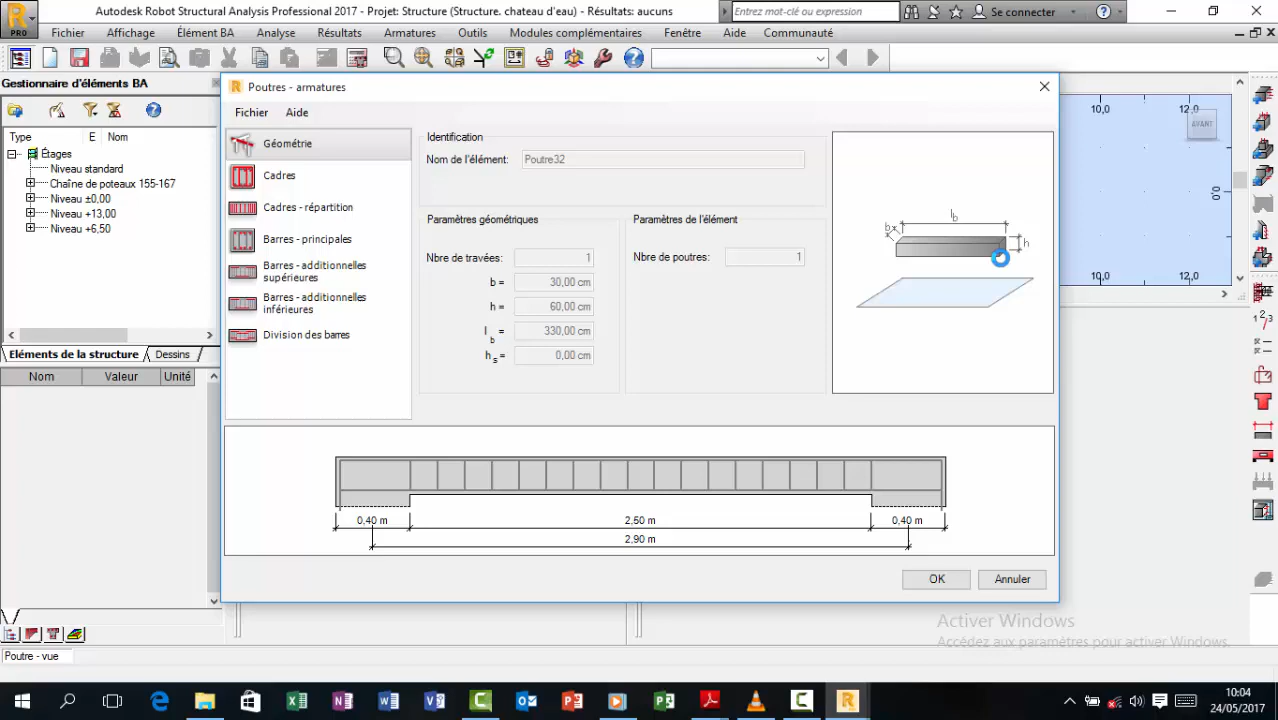 Autodesk Robot Structural Analysis Professional 2017 - Projet: Structure (Structure. chateau d'eau) - Résultats: aucuns
Entrez mot-clé ou expression
Se connecter
PRO
Fichier Affichage Élément BA Analyse Résultats Armatures Outils Modules complémentaires Fenêtre Aide Communauté
Gestionnaire d'éléments BA
Type E Nom
Étages
Niveau standard
Chaîne de poteaux 155-167
Niveau ±0,00
Niveau +13,00
Niveau +6,50
Eléments de la structure Dessins
Nom Valeur Unité
Poutre - vue
Poutres - armatures
Fichier Aide
Géométrie
Cadres
Cadres - répartition
Barres - principales
Barres - additionnelles
supérieures
Barres - additionnelles
inférieures
Division des barres
Identification
Nom de l'élément: Poutre32
Paramètres géométriques
Nbre de travées: 1
b = 30,00 cm
h = 60,00 cm
l b = 330,00 cm
h s = 0,00 cm
Paramètres de l'élément
Nbre de poutres: 1
lb
b
h
0,40 m 2,50 m 0,40 m
2,90 m
OK Annuler
10,0 12,0
AVANT
0,0
10,0 12,0
Activer Windows
Accédez aux paramètres pour activer Windows.
10:04
24/05/2017